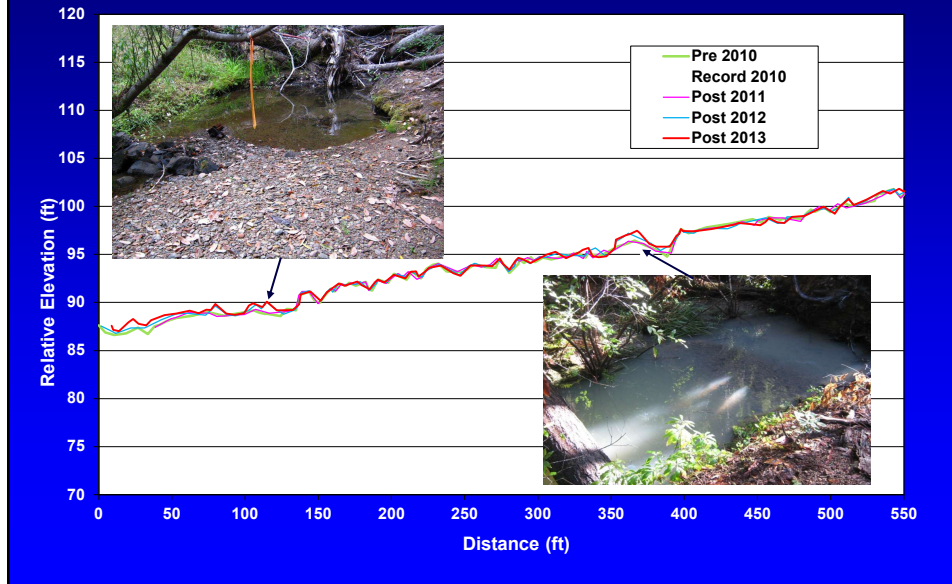 120
115
110
105
100
95
90
85
80
75
70
Relative Elevation (ft)
Pre 2010
Record 2010
Post 2011
Post 2012
Post 2013
0 50 100 150 200 250 300 350 400 450 500 550
Distance (ft)